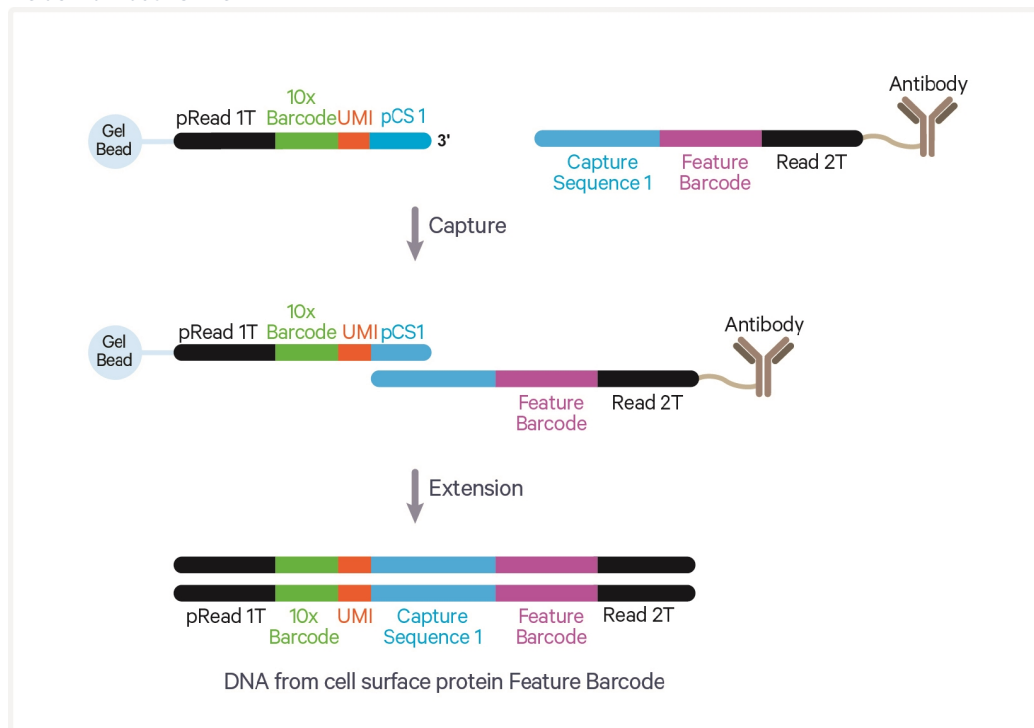 10x
pRead 1T Barcode UMI pCS 1
Gel
Bead
3'
Antibody
Capture
Sequence 1
Feature
Barcode
Read 2T
Capture
10x
pRead 1T Barcode UMI pCS1
Gel
Bead
Antibody
Feature
Barcode
Read 2T
Extension
pRead 1T
10x
Barcode
UMI
Capture
Sequence 1
Feature
Barcode
Read 2T
DNA from cell surface protein Feature Barcode